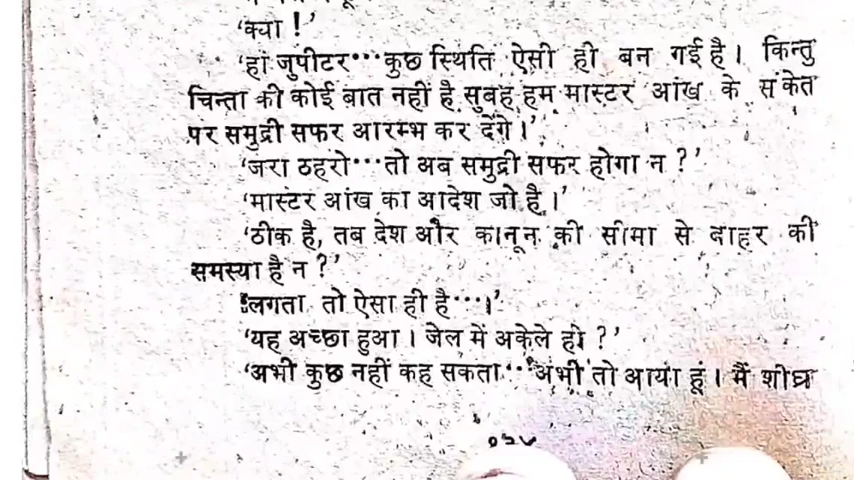 'क्या !'
'हां जुपीटर···कुछ स्थिति ऐसी ही बन गई है। किन्तु
चिन्ता की कोई बात नहीं है सुबह हम मास्टर आंख के संकेत
पर समुद्री सफर आरम्भ कर देंगे।'
'जरा ठहरो···तो अब समुद्री सफर होगा न ?'
'मास्टर आंख का आदेश जो है।'
'ठीक है, तब देश और कानून की सीमा से बाहर की
समस्या है न ?'
'लगता तो ऐसा ही है···।'
'यह अच्छा हुआ। जेल में अकेले हो ?'
'अभी कुछ नहीं कह सकता···अभी तो आया हूं। मैं शीघ्र